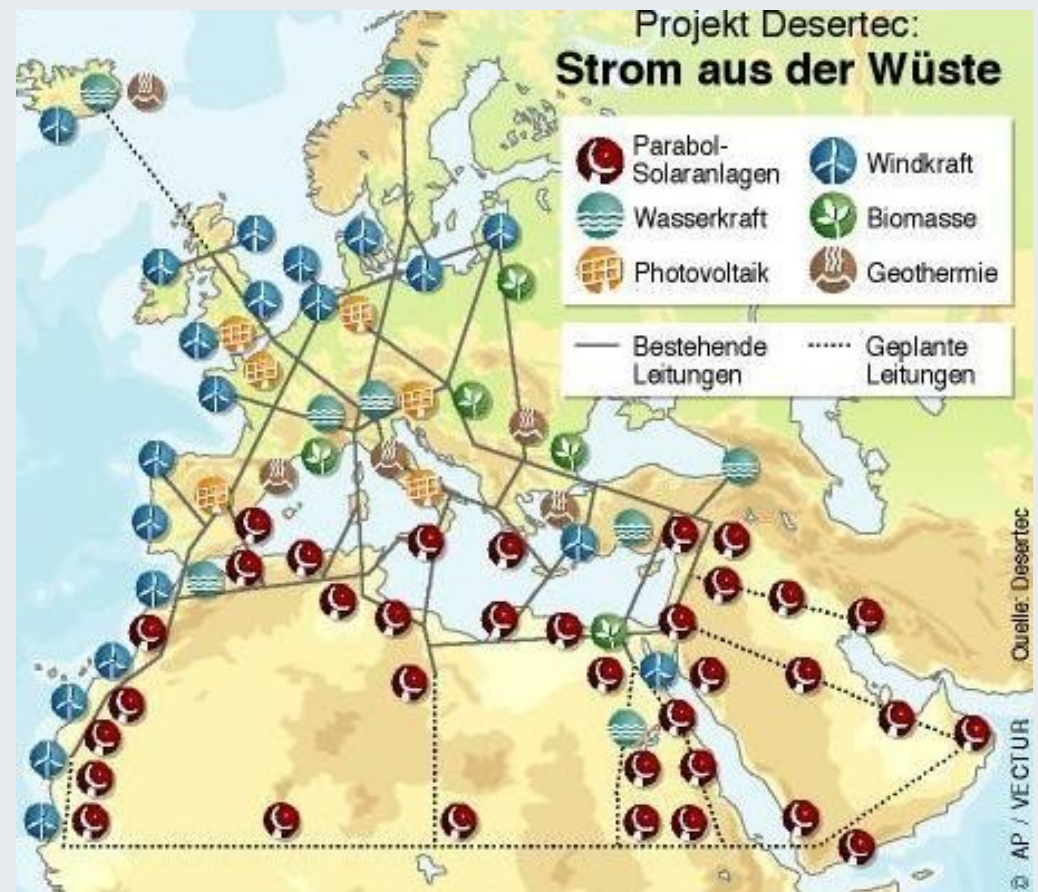 Projekt Desertec:
Strom aus der Wüste
Parabol-
Solaranlagen
Windkraft
Wasserkraft
Biomasse
Photovoltaik
Geothermie
Bestehende
Leitungen
Geplante
Leitungen
Quelle: Desertec
© AP / VECTUR